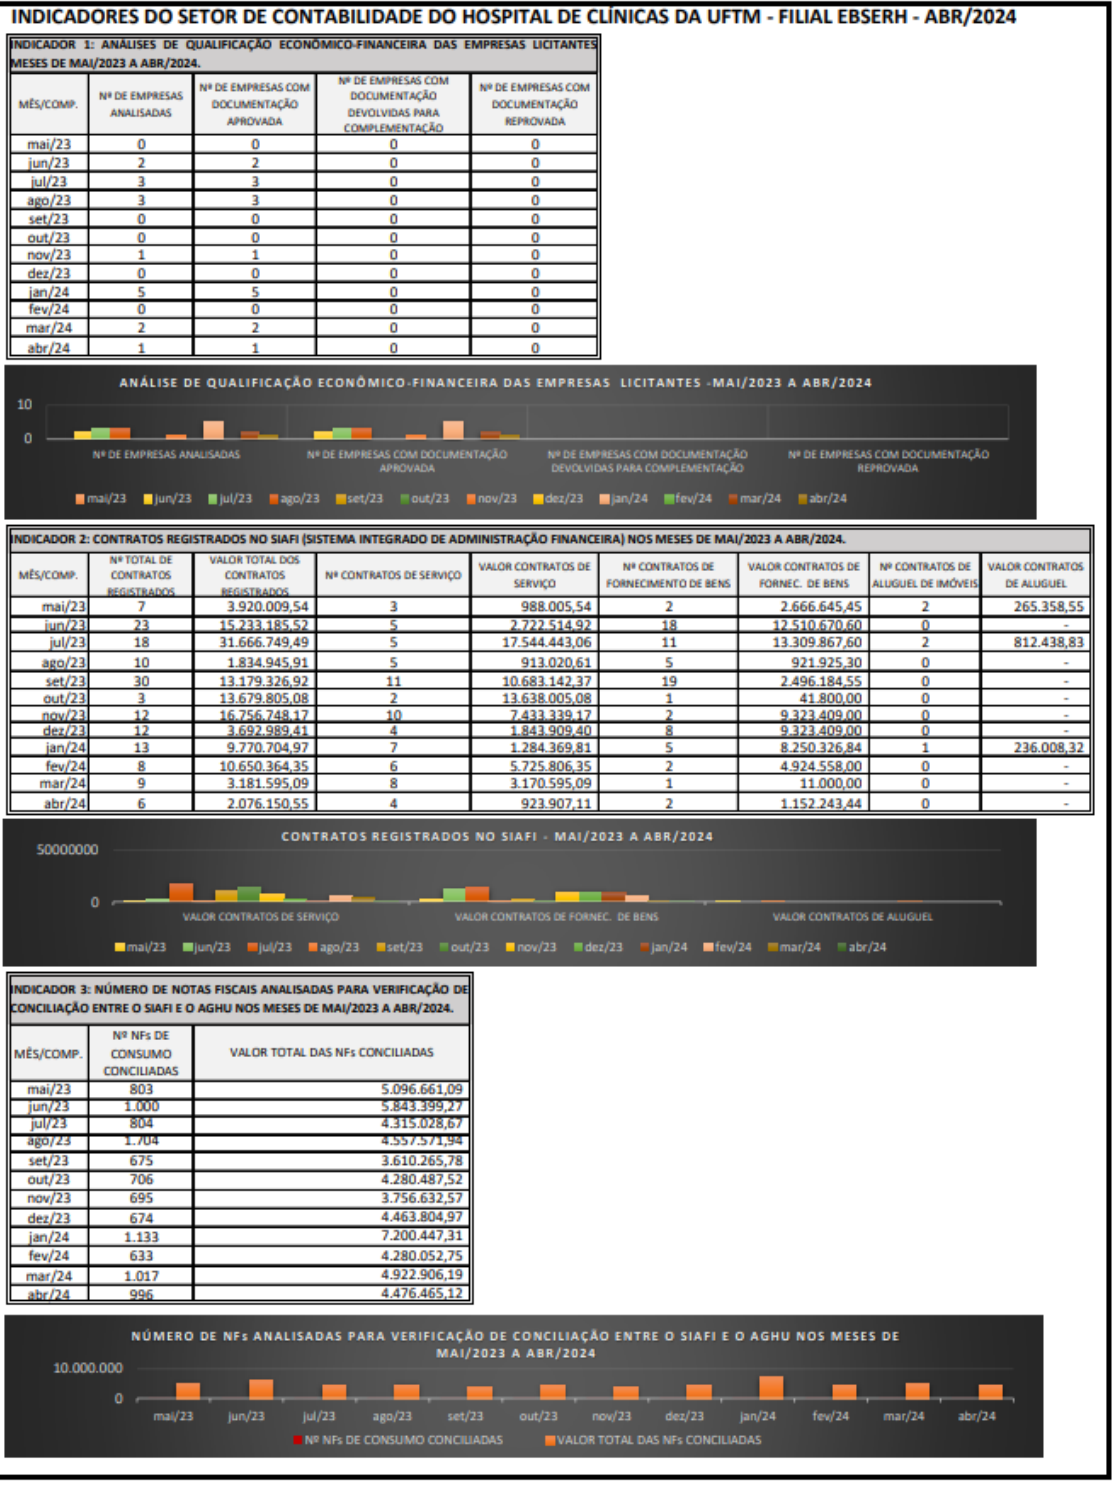 INDICADORES DO SETOR DE CONTABILIDADE DO HOSPITAL DE CLÍNICAS DA UFTM - FILIAL EBSERH - ABR/2024
INDICADOR 1: ANÁLISES DE QUALIFICAÇÃO ECONÔMICO-FINANCEIRA DAS EMPRESAS LICITANTES
MESES DE MAI/2023 A ABR/2024.
MÊS/COMP. Nº DE EMPRESAS ANALISADAS Nº DE EMPRESAS COM DOCUMENTAÇÃO APROVADA Nº DE EMPRESAS COM DOCUMENTAÇÃO DEVOLVIDAS PARA COMPLEMENTAÇÃO Nº DE EMPRESAS COM DOCUMENTAÇÃO REPROVADA
mai/23 0 0 0 0
jun/23 2 2 0 0
jul/23 3 3 0 0
ago/23 3 3 0 0
set/23 0 0 0 0
out/23 0 0 0 0
nov/23 1 1 0 0
dez/23 0 0 0 0
jan/24 5 5 0 0
fev/24 0 0 0 0
mar/24 2 2 0 0
abr/24 1 1 0 0
ANÁLISE DE QUALIFICAÇÃO ECONÔMICO-FINANCEIRA DAS EMPRESAS LICITANTES -MAI/2023 A ABR/2024
10
0
Nº DE EMPRESAS ANALISADAS Nº DE EMPRESAS COM DOCUMENTAÇÃO APROVADA Nº DE EMPRESAS COM DOCUMENTAÇÃO DEVOLVIDAS PARA COMPLEMENTAÇÃO Nº DE EMPRESAS COM DOCUMENTAÇÃO REPROVADA
mai/23 jun/23 jul/23 ago/23 set/23 out/23 nov/23 dez/23 jan/24 fev/24 mar/24 abr/24
INDICADOR 2: CONTRATOS REGISTRADOS NO SIAFI (SISTEMA INTEGRADO DE ADMINISTRAÇÃO FINANCEIRA) NOS MESES DE MAI/2023 A ABR/2024.
MÊS/COMP. Nº TOTAL DE CONTRATOS REGISTRADOS VALOR TOTAL DOS CONTRATOS REGISTRADOS Nº CONTRATOS DE SERVIÇO VALOR CONTRATOS DE SERVIÇO Nº CONTRATOS DE FORNECIMENTO DE BENS VALOR CONTRATOS DE FORNEC. DE BENS Nº CONTRATOS DE ALUGUEL DE IMÓVEIS VALOR CONTRATOS DE ALUGUEL
mai/23 7 3.920.009,54 3 988.005,54 2 2.666.645,45 2 265.358,55
jun/23 23 15.233.185,52 5 2.722.514,92 18 12.510.670,60 0 -
jul/23 18 31.666.749,49 5 17.544.443,06 11 13.309.867,60 2 812.438,83
ago/23 10 1.834.945,91 5 913.020,61 5 921.925,30 0 -
set/23 30 13.179.326,92 11 10.683.142,37 19 2.496.184,55 0 -
out/23 3 13.679.805,08 2 13.638.005,08 1 41.800,00 0 -
nov/23 12 16.756.748,17 10 7.433.339,17 2 9.323.409,00 0 -
dez/23 12 3.692.989,41 4 1.843.909,40 8 9.323.409,00 0 -
jan/24 13 9.770.704,97 7 1.284.369,81 5 8.250.326,84 1 236.008,32
fev/24 8 10.650.364,35 6 5.725.806,35 2 4.924.558,00 0 -
mar/24 9 3.181.595,09 8 3.170.595,09 1 11.000,00 0 -
abr/24 6 2.076.150,55 4 923.907,11 2 1.152.243,44 0 -
CONTRATOS REGISTRADOS NO SIAFI - MAI/2023 A ABR/2024
50000000
0
VALOR CONTRATOS DE SERVIÇO VALOR CONTRATOS DE FORNEC. DE BENS VALOR CONTRATOS DE ALUGUEL
mai/23 jun/23 jul/23 ago/23 set/23 out/23 nov/23 dez/23 jan/24 fev/24 mar/24 abr/24
INDICADOR 3: NÚMERO DE NOTAS FISCAIS ANALISADAS PARA VERIFICAÇÃO DE
CONCILIAÇÃO ENTRE O SIAFI E O AGHU NOS MESES DE MAI/2023 A ABR/2024.
MÊS/COMP. Nº NFs DE CONSUMO CONCILIADAS VALOR TOTAL DAS NFs CONCILIADAS
mai/23 803 5.096.661,09
jun/23 1.000 5.843.399,27
jul/23 804 4.315.028,67
ago/23 1.704 4.557.571,94
set/23 675 3.610.265,78
out/23 706 4.280.487,52
nov/23 695 3.756.632,57
dez/23 674 4.463.804,97
jan/24 1.133 7.200.447,31
fev/24 633 4.280.052,75
mar/24 1.017 4.922.906,19
abr/24 996 4.476.465,12
NÚMERO DE NFs ANALISADAS PARA VERIFICAÇÃO DE CONCILIAÇÃO ENTRE O SIAFI E O AGHU NOS MESES DE
MAI/2023 A ABR/2024
10.000.000
0
mai/23 jun/23 jul/23 ago/23 set/23 out/23 nov/23 dez/23 jan/24 fev/24 mar/24 abr/24
Nº NFs DE CONSUMO CONCILIADAS VALOR TOTAL DAS NFs CONCILIADAS